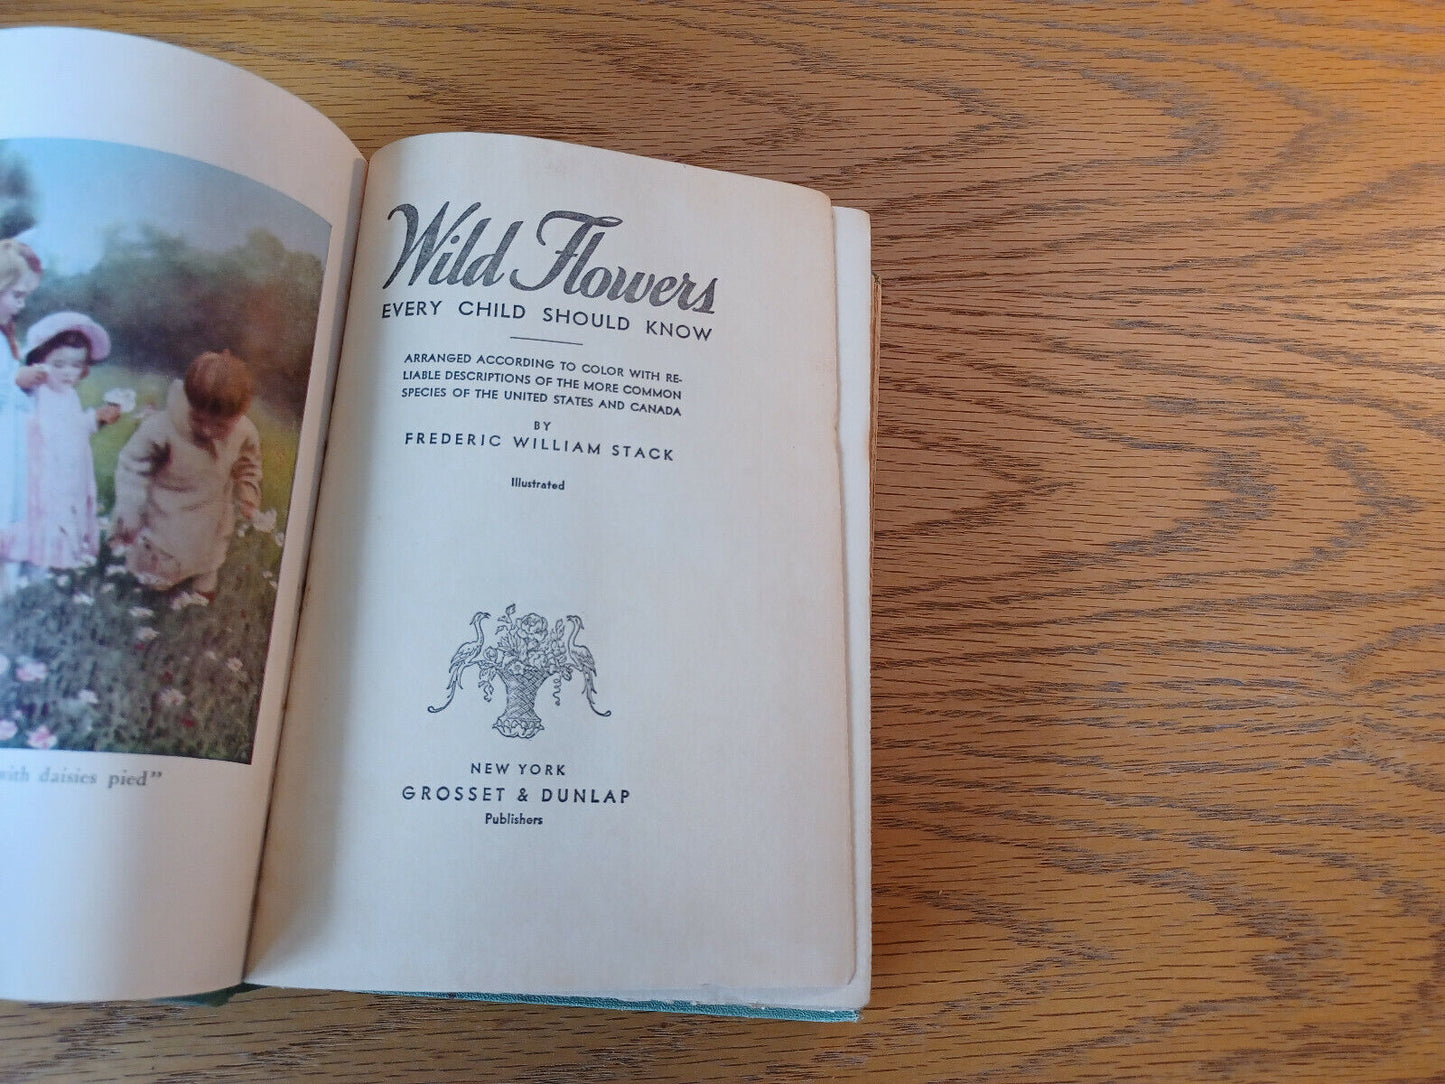 with daisies pied”
Wild Flowers
EVERY CHILD SHOULD KNOW
ARRANGED ACCORDING TO COLOR WITH RE-
LIABLE DESCRIPTIONS OF THE MORE COMMON
SPECIES OF THE UNITED STATES AND CANADA
BY
FREDERIC WILLIAM STACK
Illustrated
NEW YORK
GROSSET & DUNLAP
Publishers